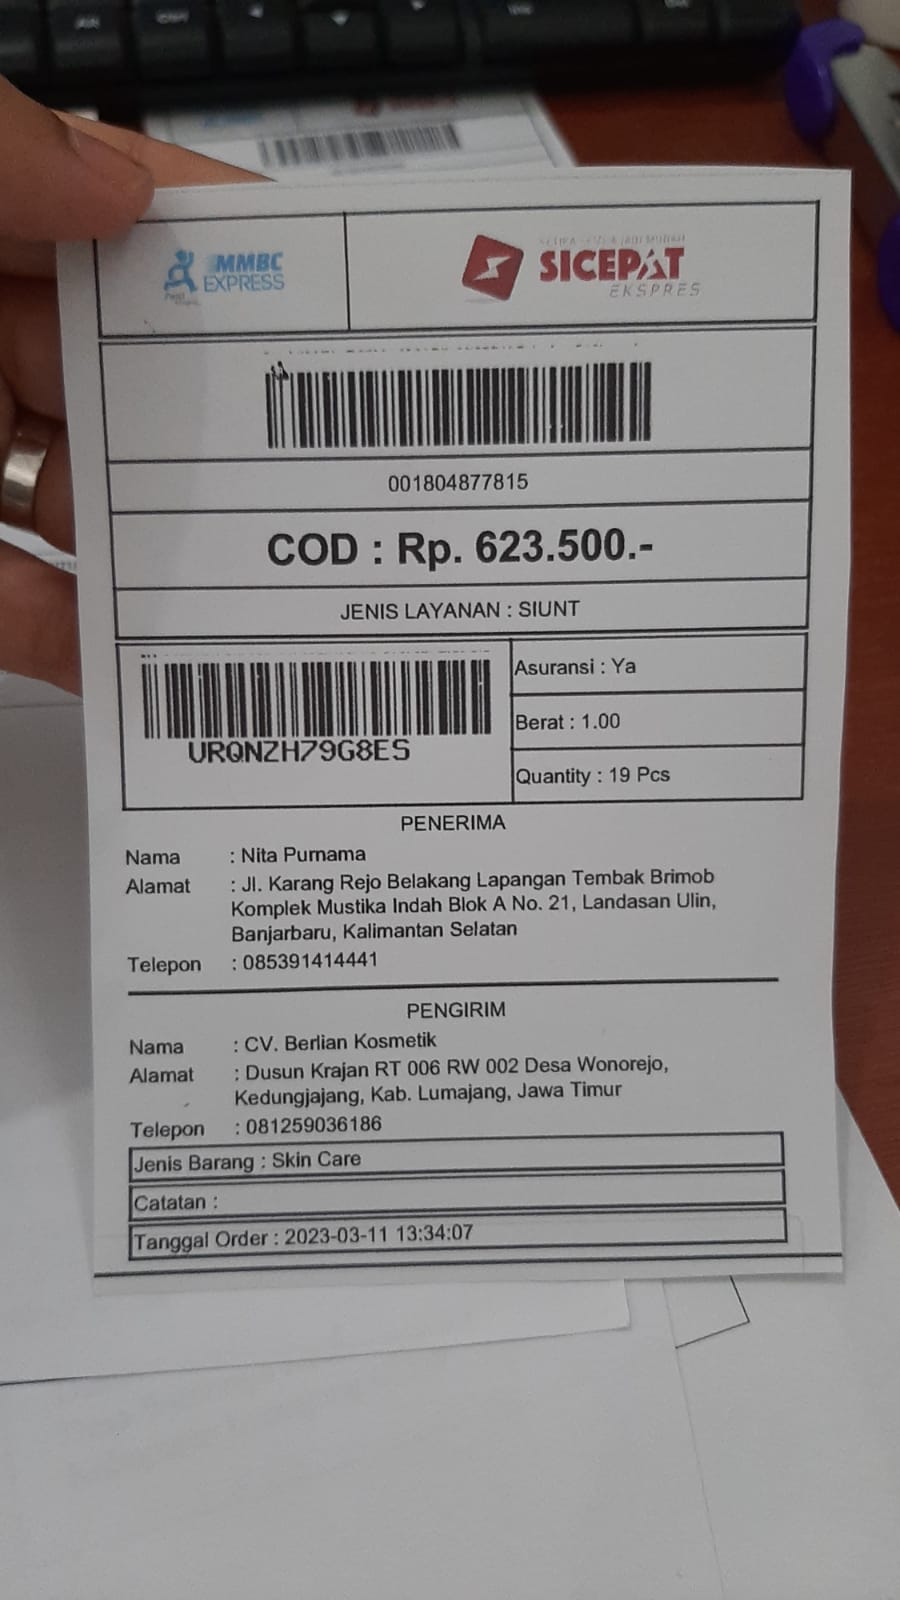 MMBC
EXPRESS
SICEPAT
EKSPRES
001804877815
COD : Rp. 623.500.-
JENIS LAYANAN : SIUNT
URQNZH79G8ES
Asuransi : Ya
Berat : 1.00
Quantity : 19 Pcs
PENERIMA
Nama : Nita Purnama
Alamat : Jl. Karang Rejo Belakang Lapangan Tembak Brimob
Komplek Mustika Indah Blok A No. 21, Landasan Ulin,
Banjarbaru, Kalimantan Selatan
Telepon : 085391414441
PENGIRIM
Nama : CV. Berlian Kosmetik
Alamat : Dusun Krajan RT 006 RW 002 Desa Wonorejo,
Kedungjajang, Kab. Lumajang, Jawa Timur
Telepon : 081259036186
Jenis Barang : Skin Care
Catatan :
Tanggal Order : 2023-03-11 13:34:07